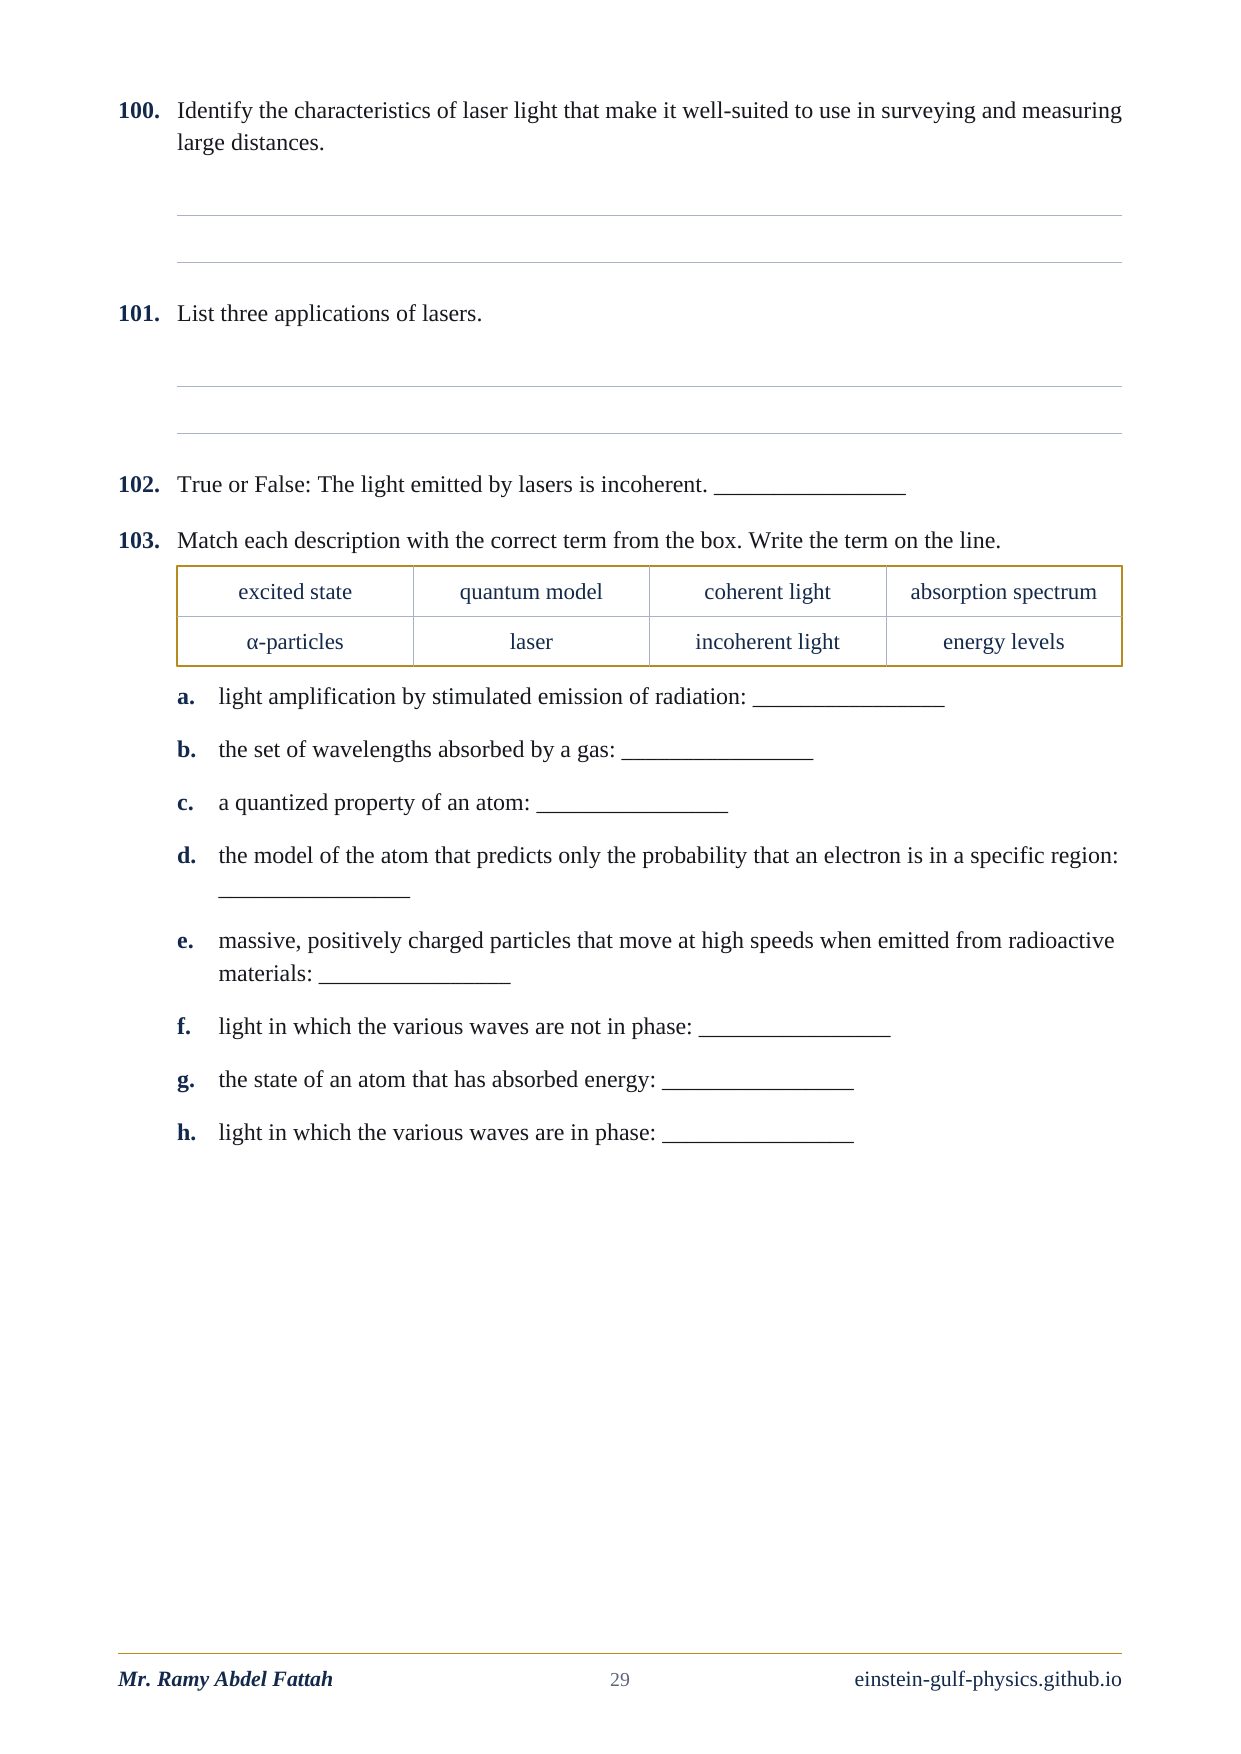 100. Identify the characteristics of laser light that make it well-suited to use in surveying and measuring
large distances.
101. List three applications of lasers.
102. True or False: The light emitted by lasers is incoherent. ________________
103. Match each description with the correct term from the box. Write the term on the line.
excited state quantum model coherent light absorption spectrum
α-particles laser incoherent light energy levels
a. light amplification by stimulated emission of radiation: ________________
b. the set of wavelengths absorbed by a gas: ________________
c. a quantized property of an atom: ________________
d. the model of the atom that predicts only the probability that an electron is in a specific region:
________________
e. massive, positively charged particles that move at high speeds when emitted from radioactive
materials: ________________
f. light in which the various waves are not in phase: ________________
g. the state of an atom that has absorbed energy: ________________
h. light in which the various waves are in phase: ________________
Mr. Ramy Abdel Fattah 29 einstein-gulf-physics.github.io